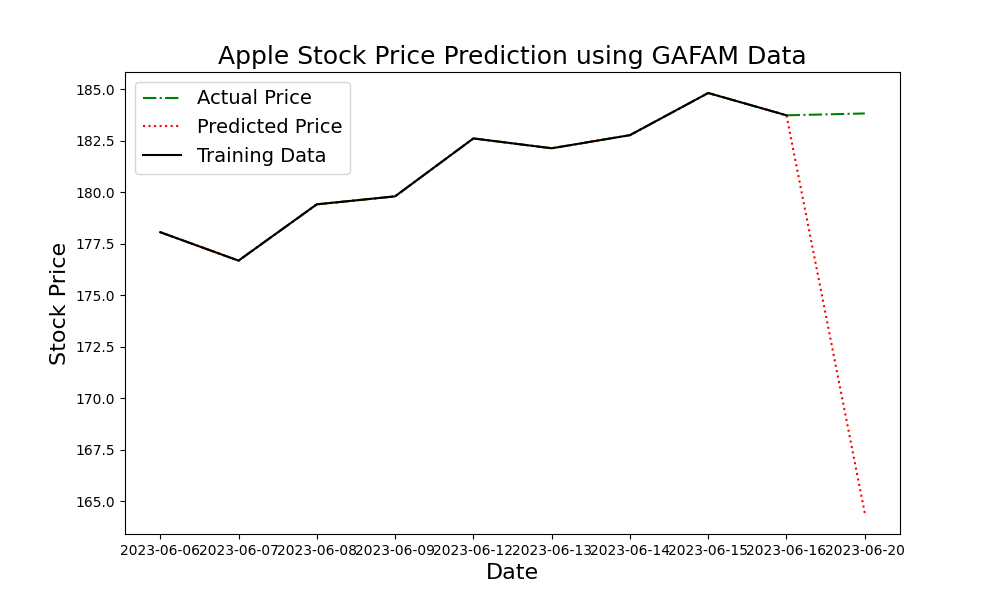 Apple Stock Price Prediction using GAFAM Data
Actual Price
Predicted Price
Training Data
Stock Price
185.0
182.5
180.0
177.5
175.0
172.5
170.0
167.5
165.0
2023-06-06 2023-06-07 2023-06-08 2023-06-09 2023-06-12 2023-06-13 2023-06-14 2023-06-15 2023-06-16 2023-06-20
Date